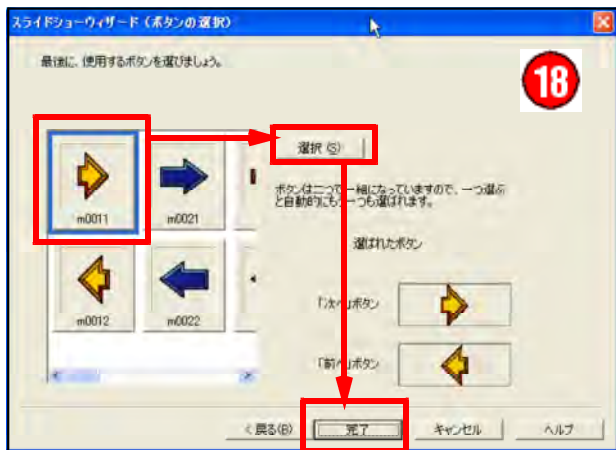 スライドショーウィザード（ボタンの選択）
最後に、使用するボタンを選びましょう。
18
選択(S)
ボタンは二つで一組になっていますので、一つ選ぶ
と自動的にもう一つも選ばれます。
m0011
m0021
選ばれたボタン
「次へ」ボタン
m0012
m0022
「前へ」ボタン
< 戻る(B)
完了
キャンセル
ヘルプ